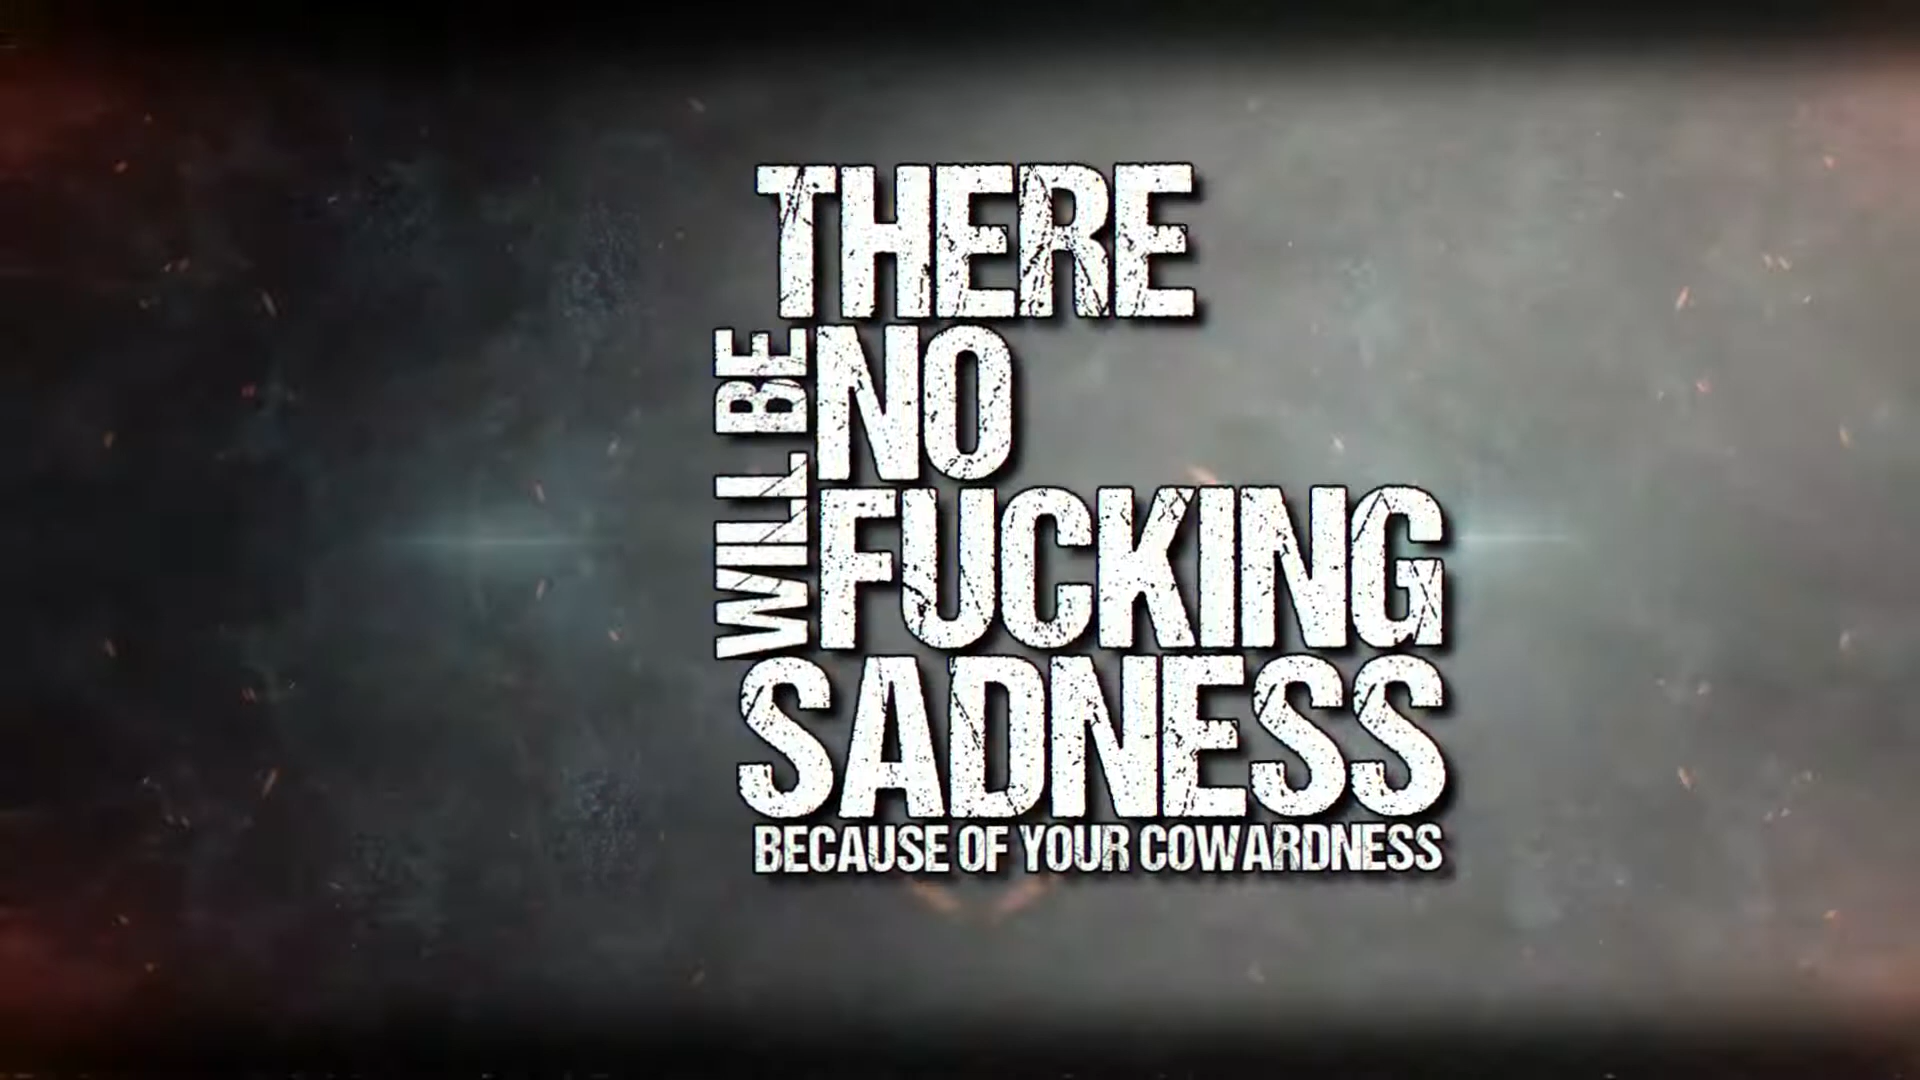 THERE
WILL BE
NO
FUCKING
SADNESS
BECAUSE OF YOUR COWARDNESS